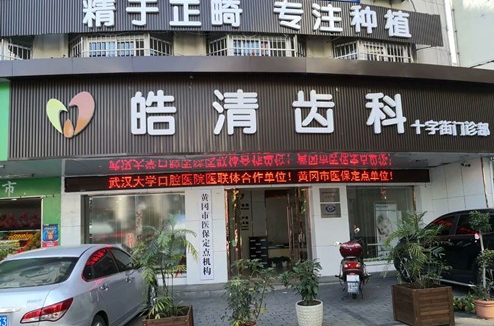 精于正畸 专注种植
皓清齿科 十字街门诊部
武汉大学口腔医院医联体合作单位！黄冈市医保定点单位！
黄冈市医保定点机构
市